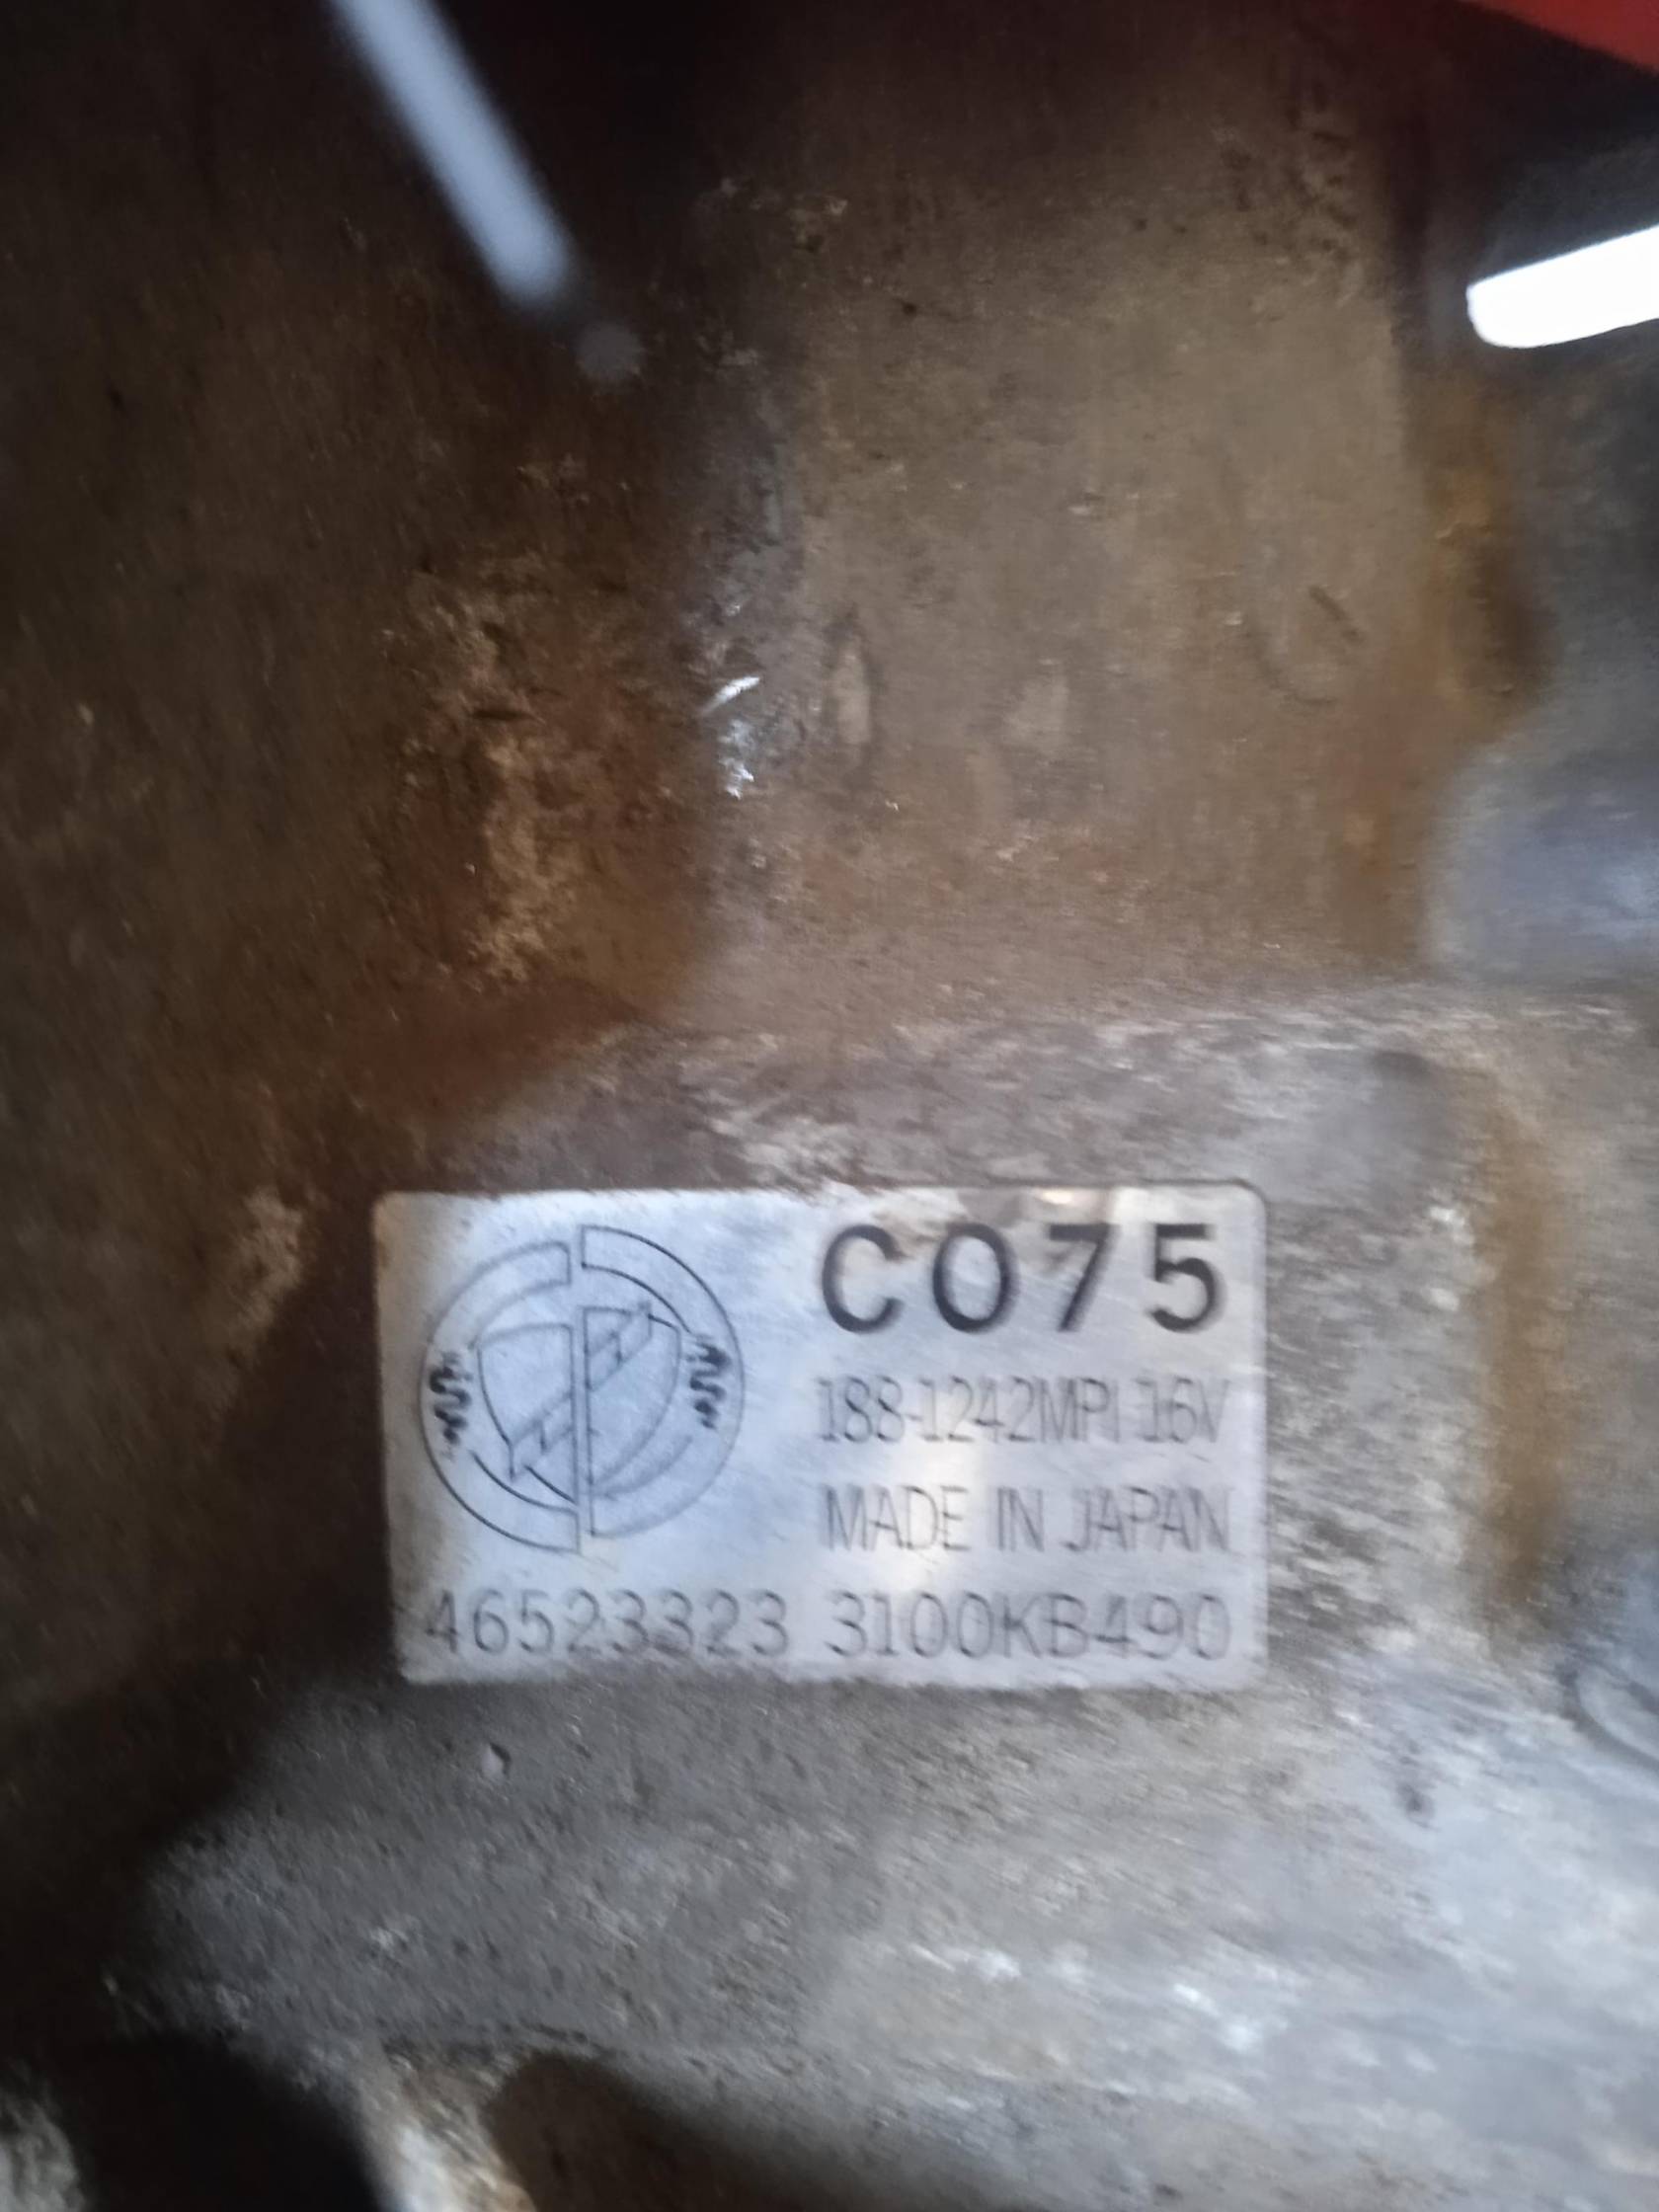 C075
188-1242MPI 16V
MADE IN JAPAN
46523323 3100KB490